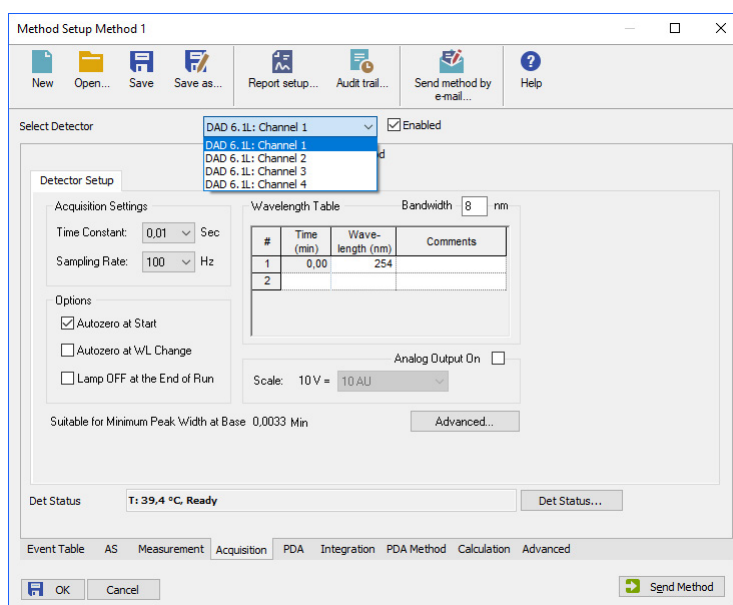 Method Setup Method 1
New
Open...
Save
Save as...
Report setup...
Audit trail...
Send method by
e-mail...
Help
Select Detector
DAD 6.1L: Channel 1
Enabled
DAD 6.1L: Channel 1
DAD 6.1L: Channel 2
DAD 6.1L: Channel 3
DAD 6.1L: Channel 4
Detector Setup
Acquisition Settings
Time Constant: 0,01 Sec
Sampling Rate: 100 Hz
Options
Autozero at Start
Autozero at WL Change
Lamp OFF at the End of Run
Wavelength Table
Bandwidth 8 nm
# Time (min) Wave-length (nm) Comments
1 0,00 254
2
Analog Output On
Scale: 10 V = 10 AU
Suitable for Minimum Peak Width at Base 0,0033 Min
Advanced...
Det Status
T: 39,4 °C, Ready
Det Status...
Event Table AS Measurement Acquisition PDA Integration PDA Method Calculation Advanced
OK
Cancel
Send Method